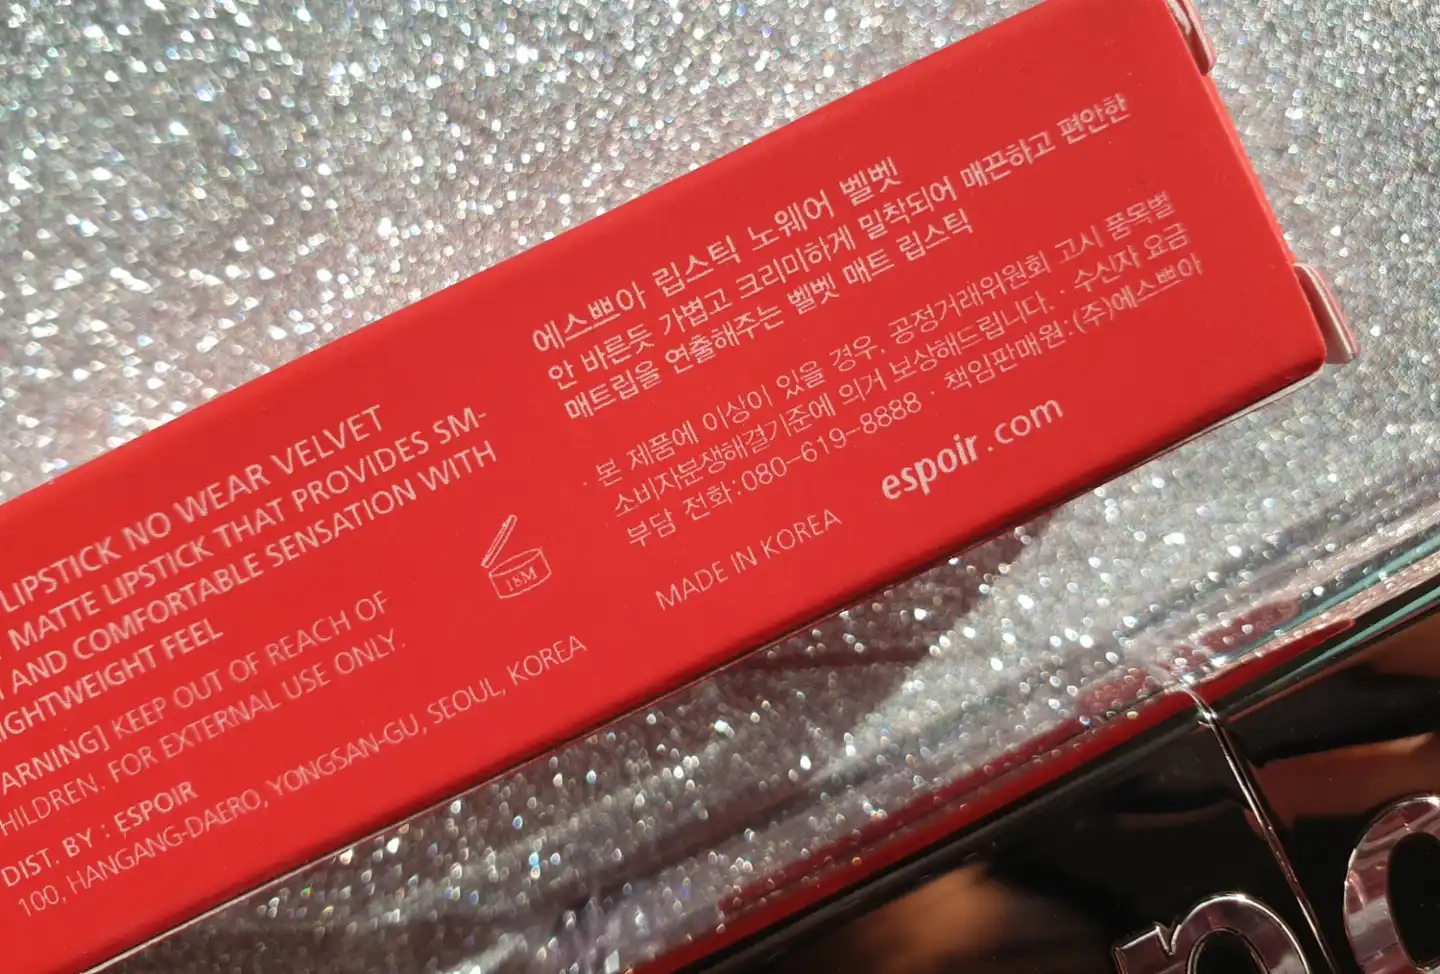 LIPSTICK NO WEAR VELVET
MATTE LIPSTICK THAT PROVIDES SM-
AND COMFORTABLE SENSATION WITH
IGHTWEIGHT FEEL
ARNING] KEEP OUT OF REACH OF
HILDREN. FOR EXTERNAL USE ONLY.
DIST. BY : ESPOIR
100, HANGANG-DAERO, YONGSAN-GU, SEOUL, KOREA
18M
에스쁘아 립스틱 노웨어 벨벳
안 바른듯 가볍고 크리미하게 밀착되어 매끈하고 편안한
매트립을 연출해주는 벨벳 매트 립스틱
· 본 제품에 이상이 있을 경우, 공정거래위원회 고시 품목별
소비자분쟁해결기준에 의거 보상해드립니다. · 수신자 요금
부담 전화:080-619-8888 · 책임판매원:(주)에스쁘아
MADE IN KOREA
espoir.com